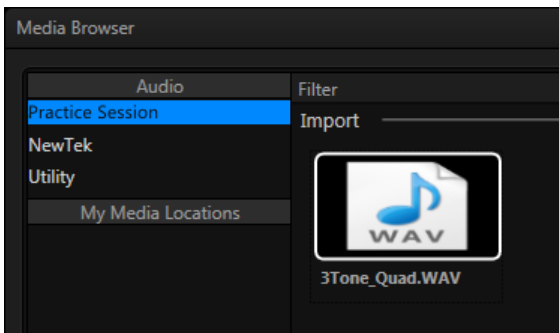 Media Browser
Audio
Practice Session
NewTek
Utility
My Media Locations
Filter
Import
WAV
3Tone_Quad.WAV